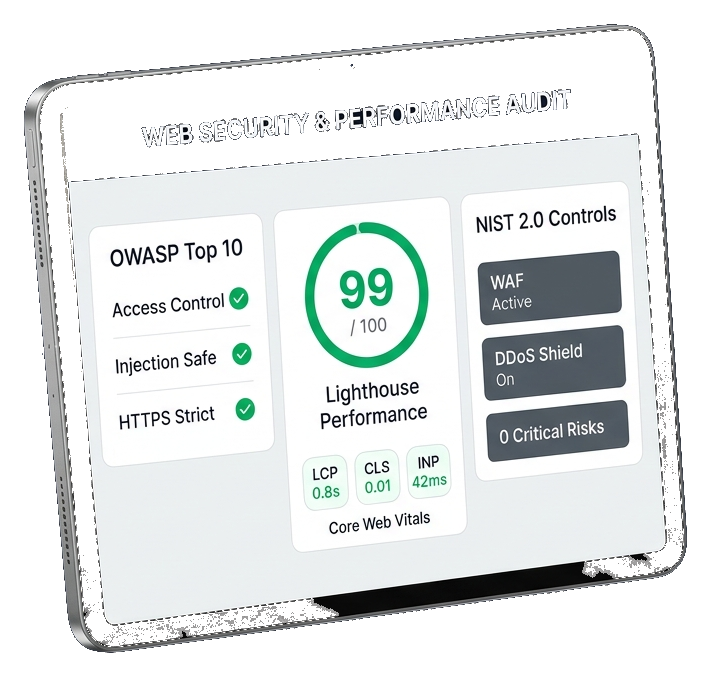 WEB SECURITY & PERFORMANCE AUDIT
OWASP Top 10
Access Control
Injection Safe
HTTPS Strict
99
/ 100
Lighthouse
Performance
LCP
0.8s
CLS
0.01
INP
42ms
Core Web Vitals
NIST 2.0 Controls
WAF
Active
DDoS Shield
On
0 Critical Risks